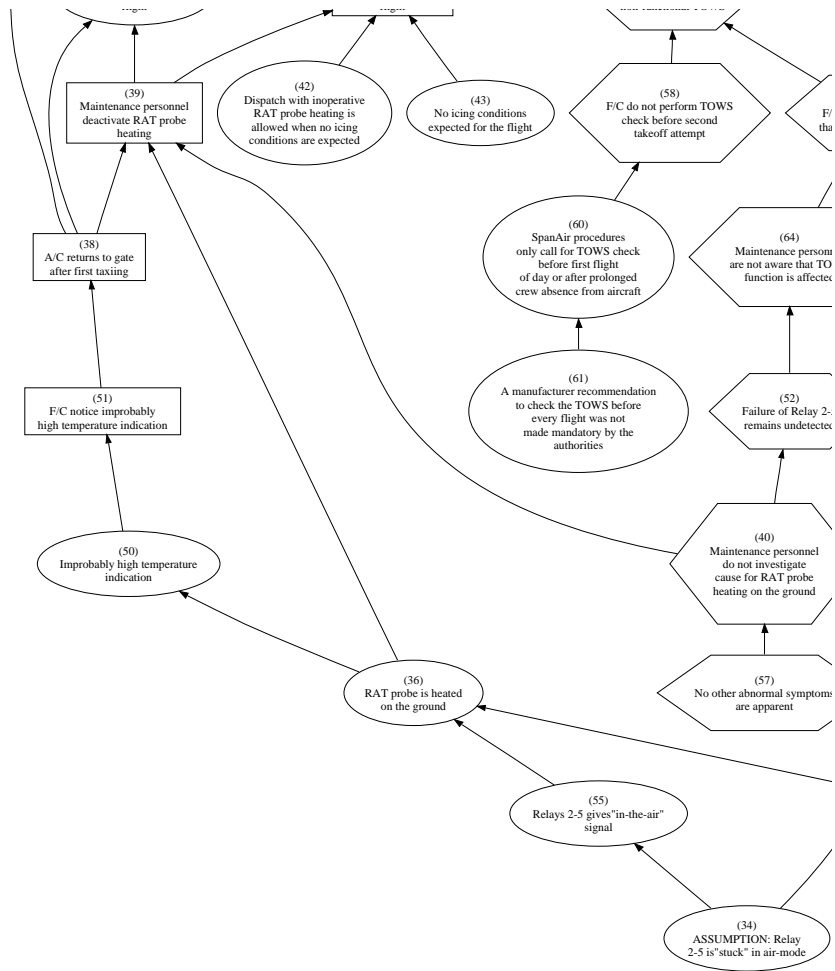 flight
(39)
Maintenance personnel
deactivate RAT probe
heating
(42)
Dispatch with inoperative
RAT probe heating is
allowed when no icing
conditions are expected
(43)
No icing conditions
expected for the flight
(58)
F/C do not perform TOWS
check before second
takeoff attempt
F/
tha
(38)
A/C returns to gate
after first taxiing
(60)
SpanAir procedures
only call for TOWS check
before first flight
of day or after prolonged
crew absence from aircraft
(64)
Maintenance personn
are not aware that TO
function is affected
(51)
F/C notice improbably
high temperature indication
(61)
A manufacturer recommendation
to check the TOWS before
every flight was not
made mandatory by the
authorities
(52)
Failure of Relay 2-
remains undetected
(40)
Maintenance personnel
do not investigate
cause for RAT probe
heating on the ground
(50)
Improbably high temperature
indication
(36)
RAT probe is heated
on the ground
(57)
No other abnormal symptoms
are apparent
(55)
Relays 2-5 gives"in-the-air"
signal
(34)
ASSUMPTION: Relay
2-5 is"stuck" in air-mode